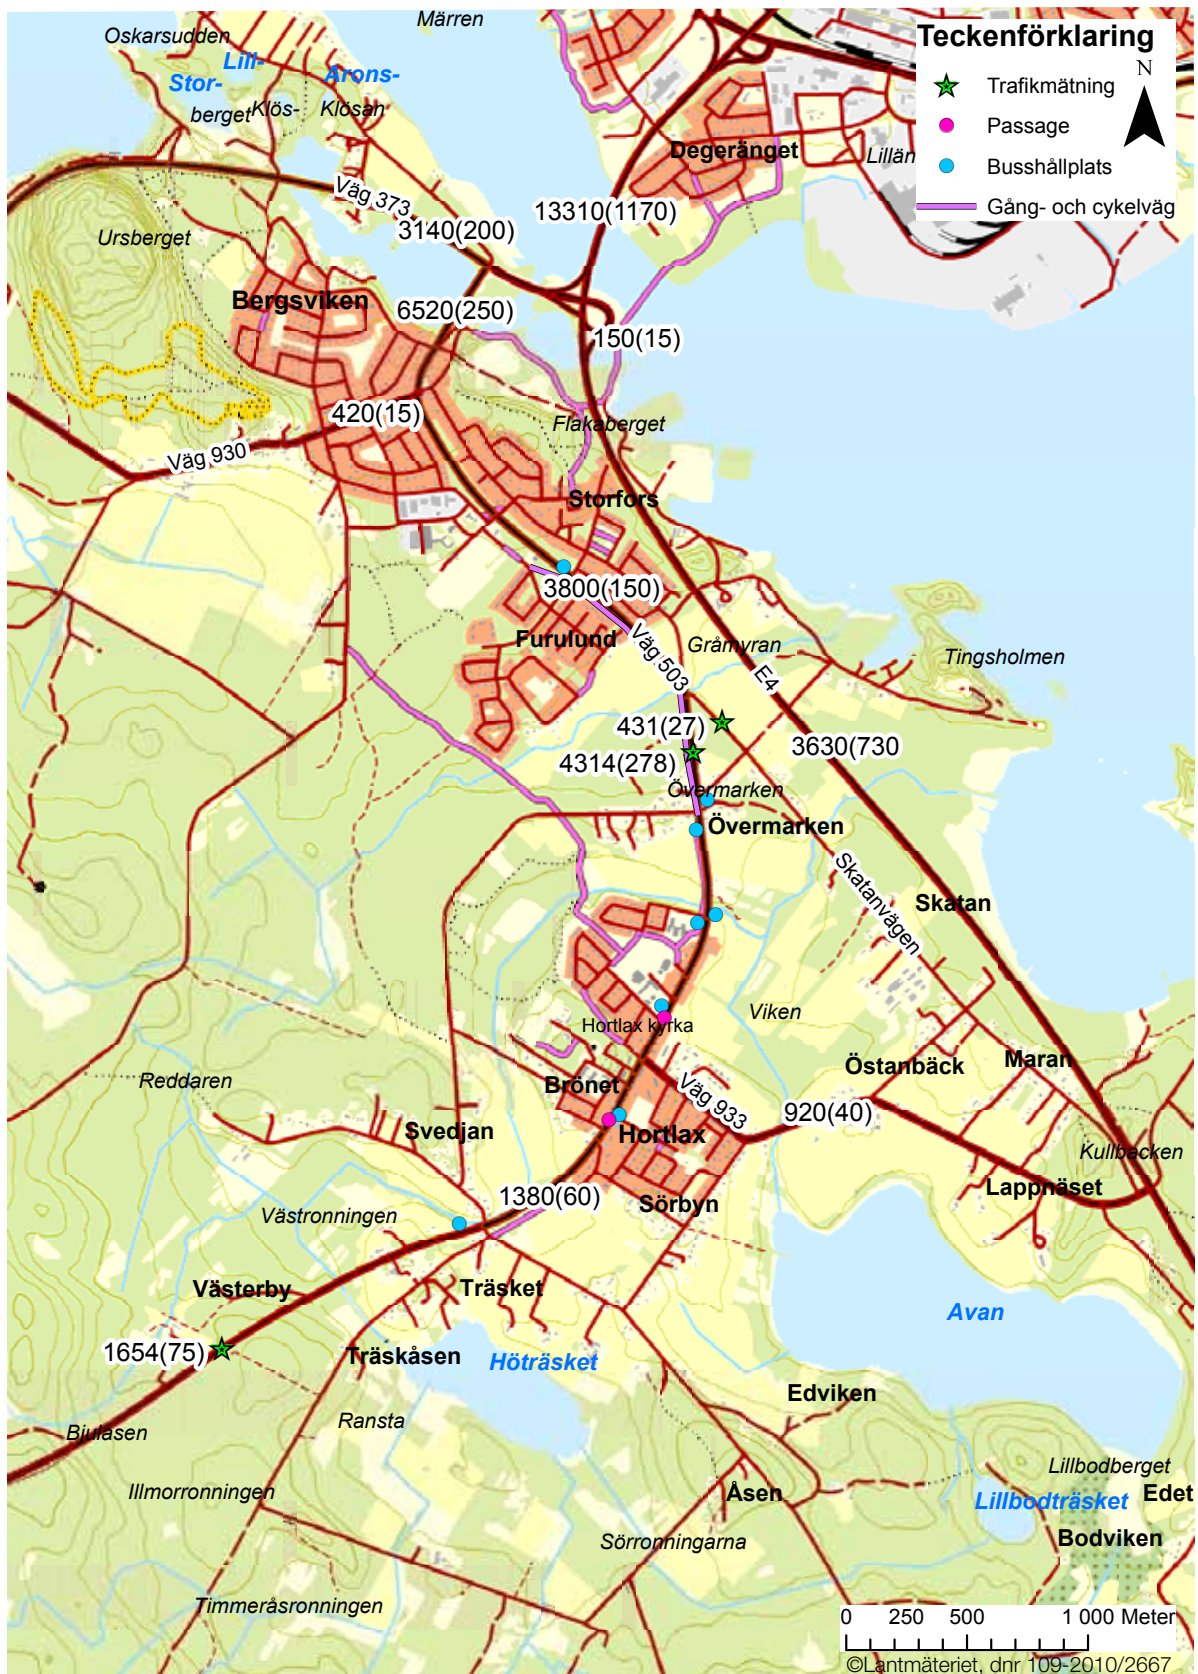 Märren
Oskarsudden
Lill-
Stor-
Arons-
berget
Klös-
Klösan
Teckenförklaring
N
Trafikmätning
Passage
Busshållplats
Gång- och cykelväg
Degeränget
Lillän
Väg 373
3140(200)
13310(1170)
Ursberget
Bergsviken
6520(250)
150(15)
420(15)
Flakaberget
Väg 930
Storfors
3800(150)
Furulund
Väg 503
Gråmyran
E4
Tingsholmen
431(27)
4314(278)
3630(730
Övermarken
Övermarken
Skatanvägen
Skatan
Viken
Hortlax kyrka
Östanbäck
Maran
Reddaren
Brönet
Väg 933
920(40)
Svedjan
Hortlax
Kullbacken
Lappnäset
1380(60)
Sörbyn
Västronningen
Västerby
Träsket
Avan
1654(75)
Träskåsen
Höträsket
Edviken
Ransta
Bjulasen
Lillbodberget
Illmorronningen
Åsen
Lillbodträsket
Edet
Bodviken
Sörronningarna
Timmeråsronningen
0 250 500 1 000 Meter
©Lantmäteriet, dnr 109-2010/2667